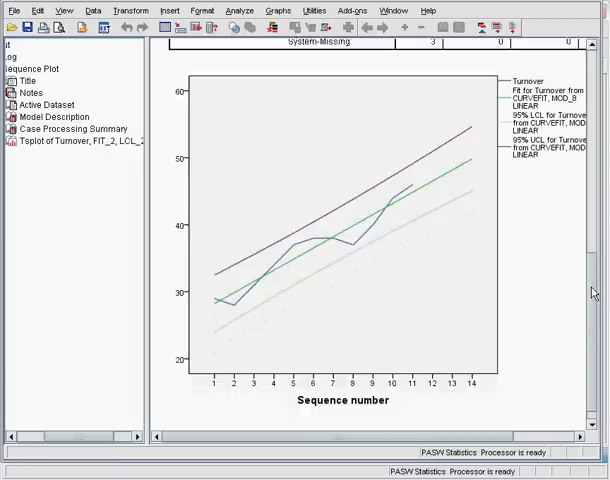 File Edit View Data Transform Insert Format Analyze Graphs Utilities Add-ons Window Help
System-Missing 3 0 0
Sequence Plot
Title
Notes
Active Dataset
Model Description
Case Processing Summary
Tsplot of Turnover, FIT_2, LCL_2
Turnover
Fit for Turnover from
CURVEFIT, MOD_8
LINEAR
95% LCL for Turnove
from CURVEFIT, MOD
LINEAR
95% UCL for Turnove
from CURVEFIT, MOD
LINEAR
60
50
40
30
20
1 2 3 4 5 6 7 8 9 10 11 12 13 14
Sequence number
PASW Statistics Processor is ready
PASW Statistics Processor is ready